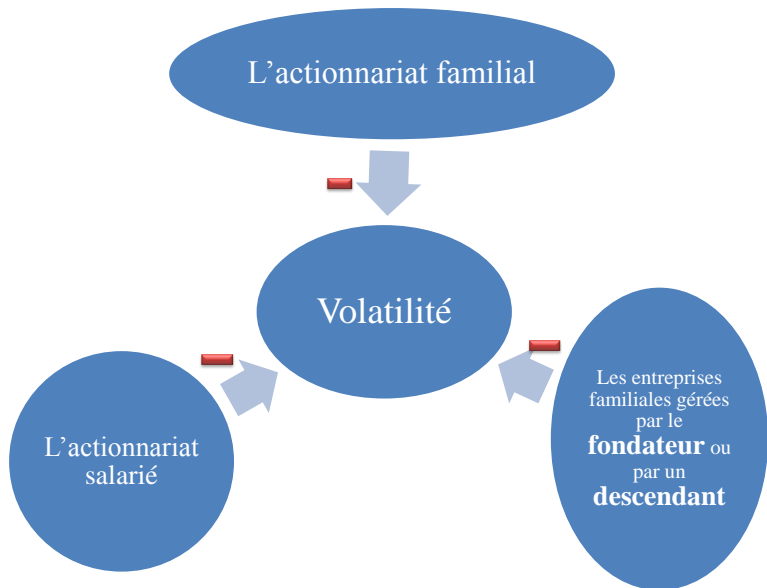 L’actionnariat familial
Volatilité
L’actionnariat
salarié
Les entreprises
familiales gérées
par le
fondateur ou
par un
descendant